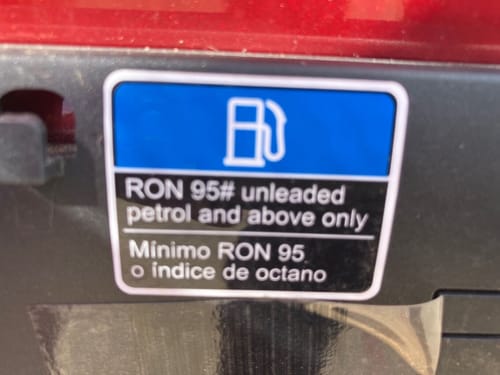 RON 95# unleaded
petrol and above only
Mínimo RON 95
o índice de octano